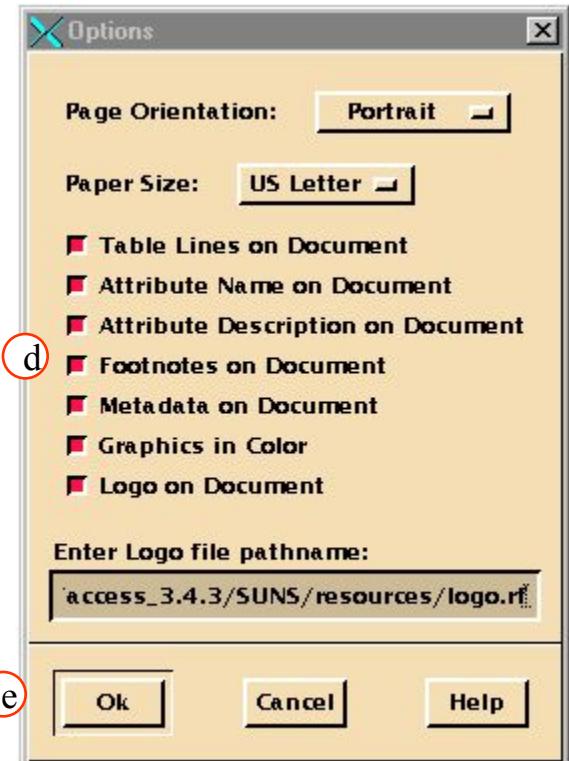 Options
Page Orientation: Portrait
Paper Size: US Letter
Table Lines on Document
Attribute Name on Document
Attribute Description on Document
d Footnotes on Document
Metadata on Document
Graphics in Color
Logo on Document
Enter Logo file pathname:
access_3.4.3/SUNS/resources/logo.rf
e Ok Cancel Help